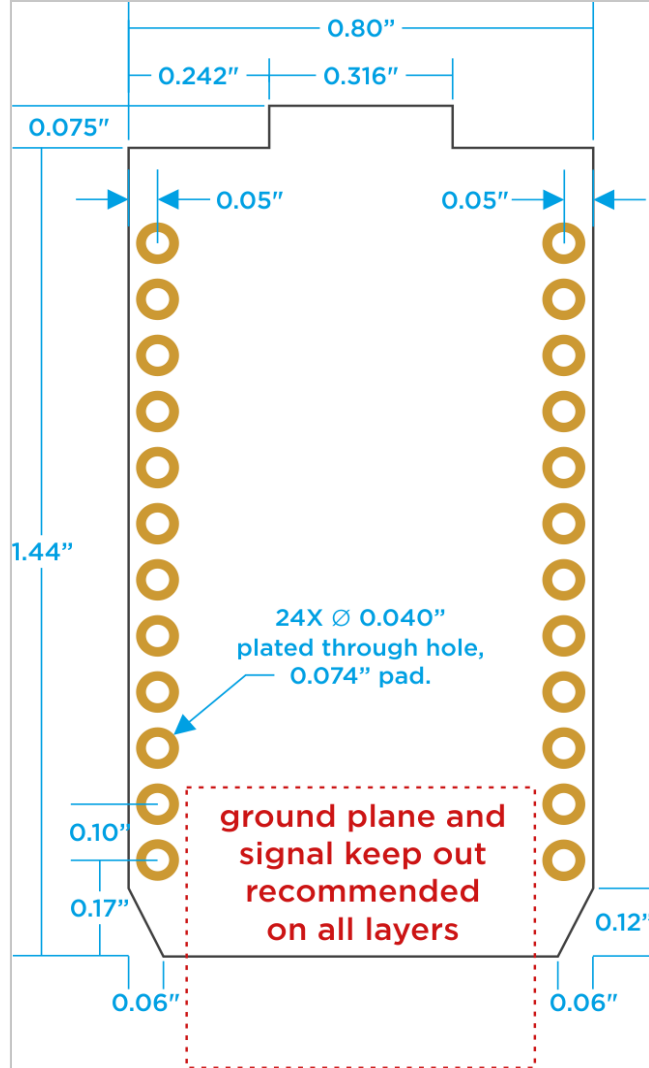 0.80”
0.242"
0.316"
0.075"
0.05"
0.05"
1.44”
24X ∅ 0.040”
plated through hole,
0.074” pad.
ground plane and
signal keep out
recommended
on all layers
0.10"
0.17"
0.12"
0.06"
0.06"